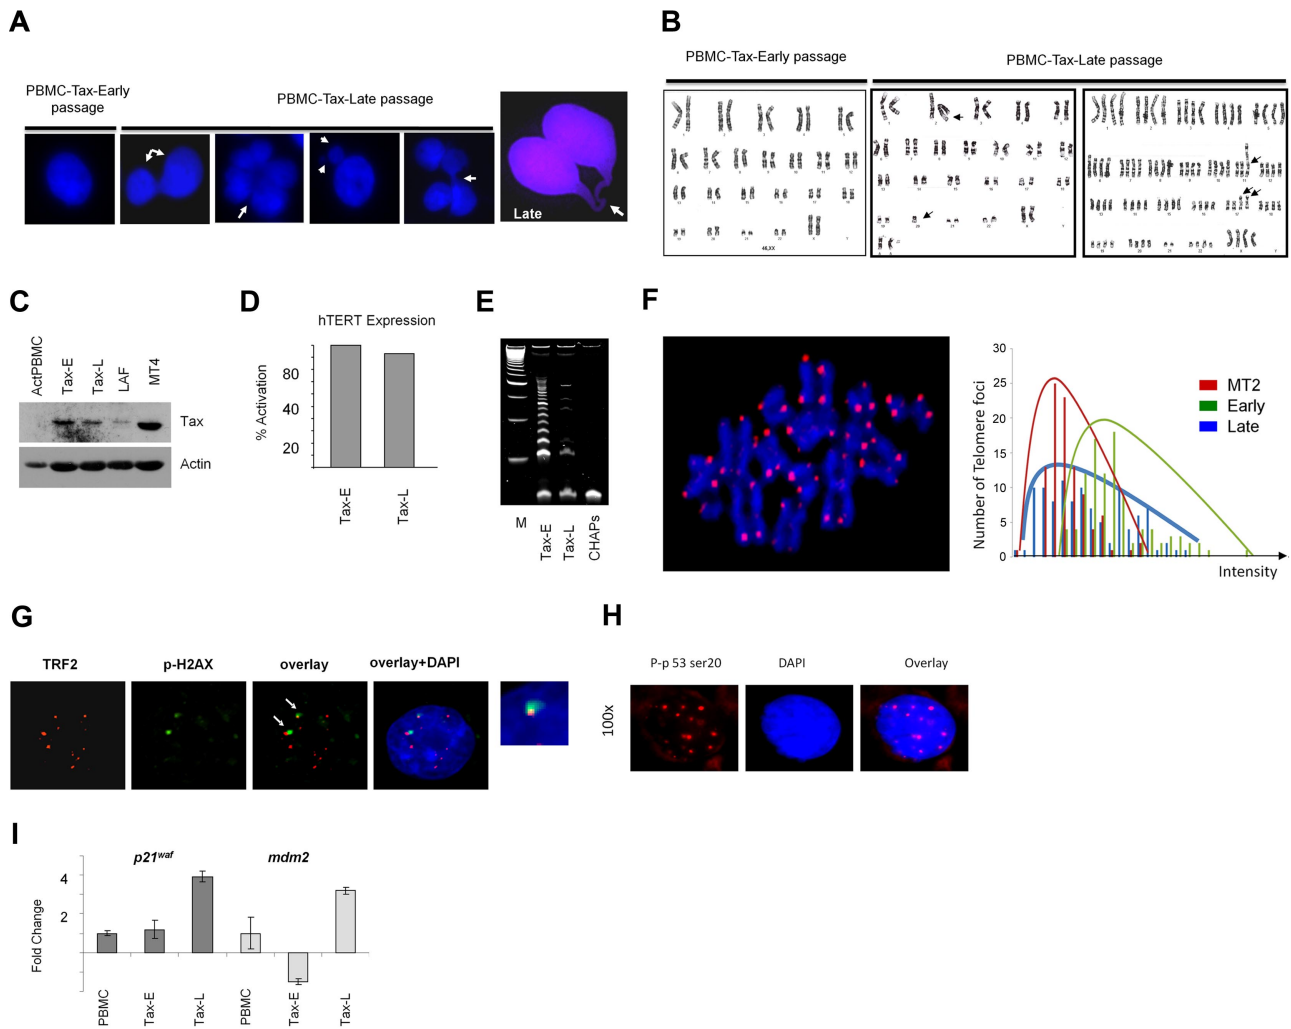 A
PBMC-Tax-Early
passage
PBMC-Tax-Late passage
Late
B
PBMC-Tax-Early passage
PBMC-Tax-Late passage
46,XX
C
ActPBMC
Tax-E
Tax-L
LAF
MT4
Tax
Actin
D
hTERT Expression
% Activation
80
40
20
Tax-E
Tax-L
E
M
Tax-E
Tax-L
CHAPs
F
Number of Telomere foci
30
25
20
15
10
5
0
MT2
Early
Late
Intensity
G
TRF2
p-H2AX
overlay
overlay+DAPI
H
P-p 53 ser20
DAPI
Overlay
100x
I
p21waf
mdm2
Fold Change
4
2
PBMC
Tax-E
Tax-L
PBMC
Tax-E
Tax-L